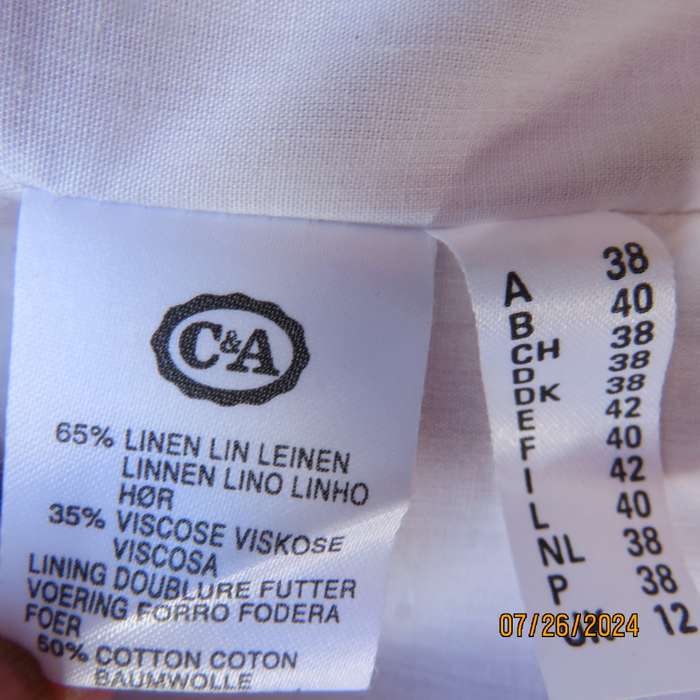 C&A
65% LINEN LIN LEINEN
LINNEN LINO LINHO
HØR
35% VISCOSE VISKOSE
VISCOSA
LINING DOUBLURE FUTTER
VOERING FORRO FODERA
FOER
50% COTTON COTON
BAUMWOLLE
A 38
B 40
CH 38
D 38
DK 38
E 42
F 40
I 42
L 40
NL 38
P 38
UK 12
07/26/2024